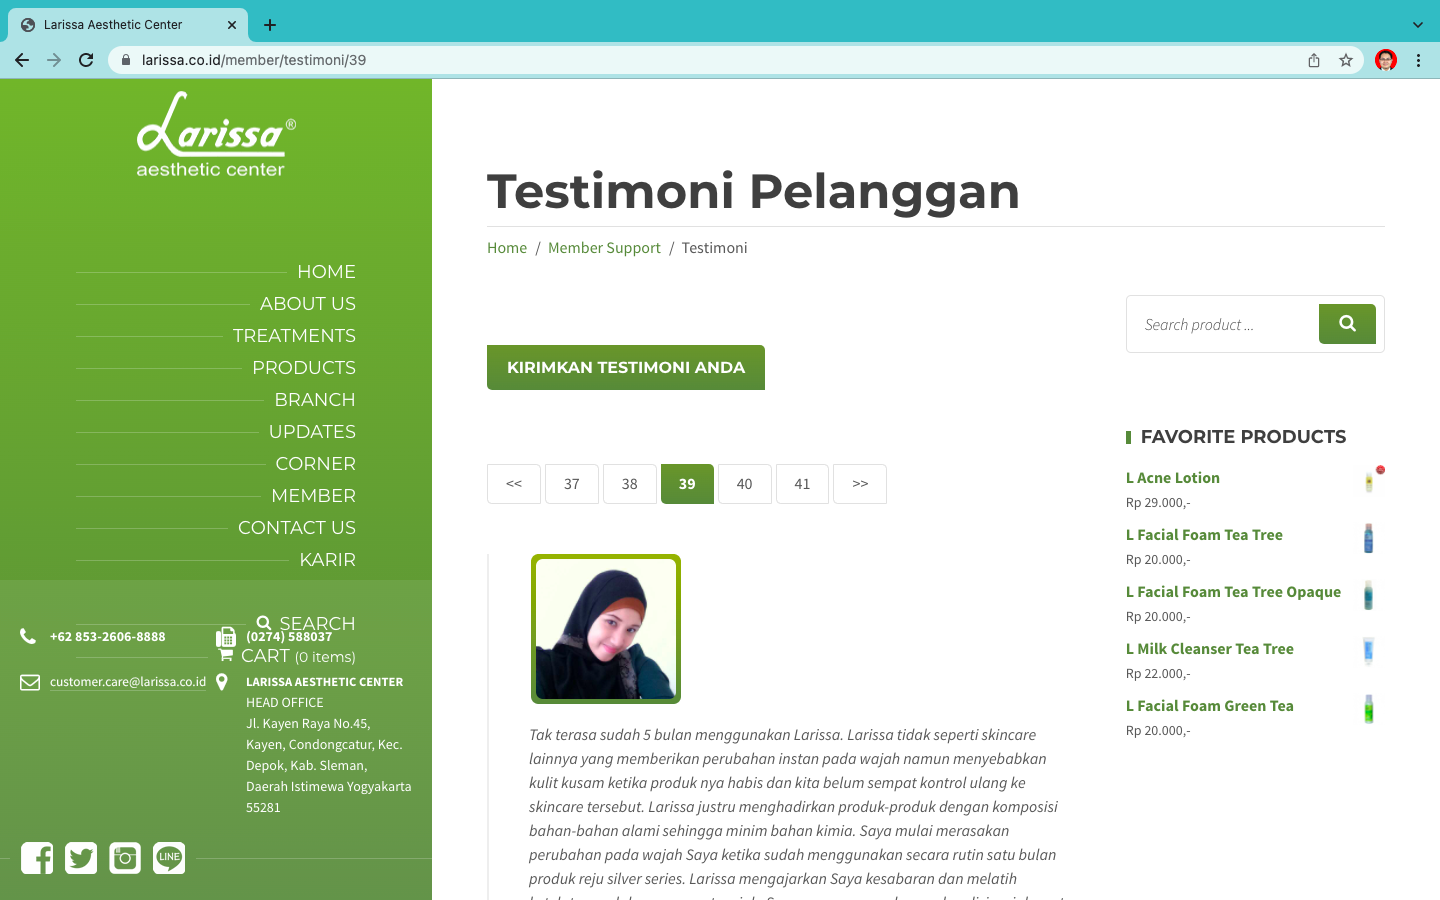 Larissa Aesthetic Center
larissa.co.id/member/testimoni/39
Larissa®
aesthetic center
HOME
ABOUT US
TREATMENTS
PRODUCTS
BRANCH
UPDATES
CORNER
MEMBER
CONTACT US
KARIR
SEARCH
CART (0 items)
+62 853-2606-8888
(0274) 588037
customer.care@larissa.co.id
LARISSA AESTHETIC CENTER
HEAD OFFICE
Jl. Kayen Raya No.45,
Kayen, Condongcatur, Kec.
Depok, Kab. Sleman,
Daerah Istimewa Yogyakarta
55281
LINE
Testimoni Pelanggan
Home / Member Support / Testimoni
KIRIMKAN TESTIMONI ANDA
<< 37 38 39 40 41 >>
Tak terasa sudah 5 bulan menggunakan Larissa. Larissa tidak seperti skincare
lainnya yang memberikan perubahan instan pada wajah namun menyebabkan
kulit kusam ketika produk nya habis dan kita belum sempat kontrol ulang ke
skincare tersebut. Larissa justru menghadirkan produk-produk dengan komposisi
bahan-bahan alami sehingga minim bahan kimia. Saya mulai merasakan
perubahan pada wajah Saya ketika sudah menggunakan secara rutin satu bulan
produk reju silver series. Larissa mengajarkan Saya kesabaran dan melatih
Search product ...
FAVORITE PRODUCTS
L Acne Lotion
Rp 29.000,-
L Facial Foam Tea Tree
Rp 20.000,-
L Facial Foam Tea Tree Opaque
Rp 20.000,-
L Milk Cleanser Tea Tree
Rp 22.000,-
L Facial Foam Green Tea
Rp 20.000,-